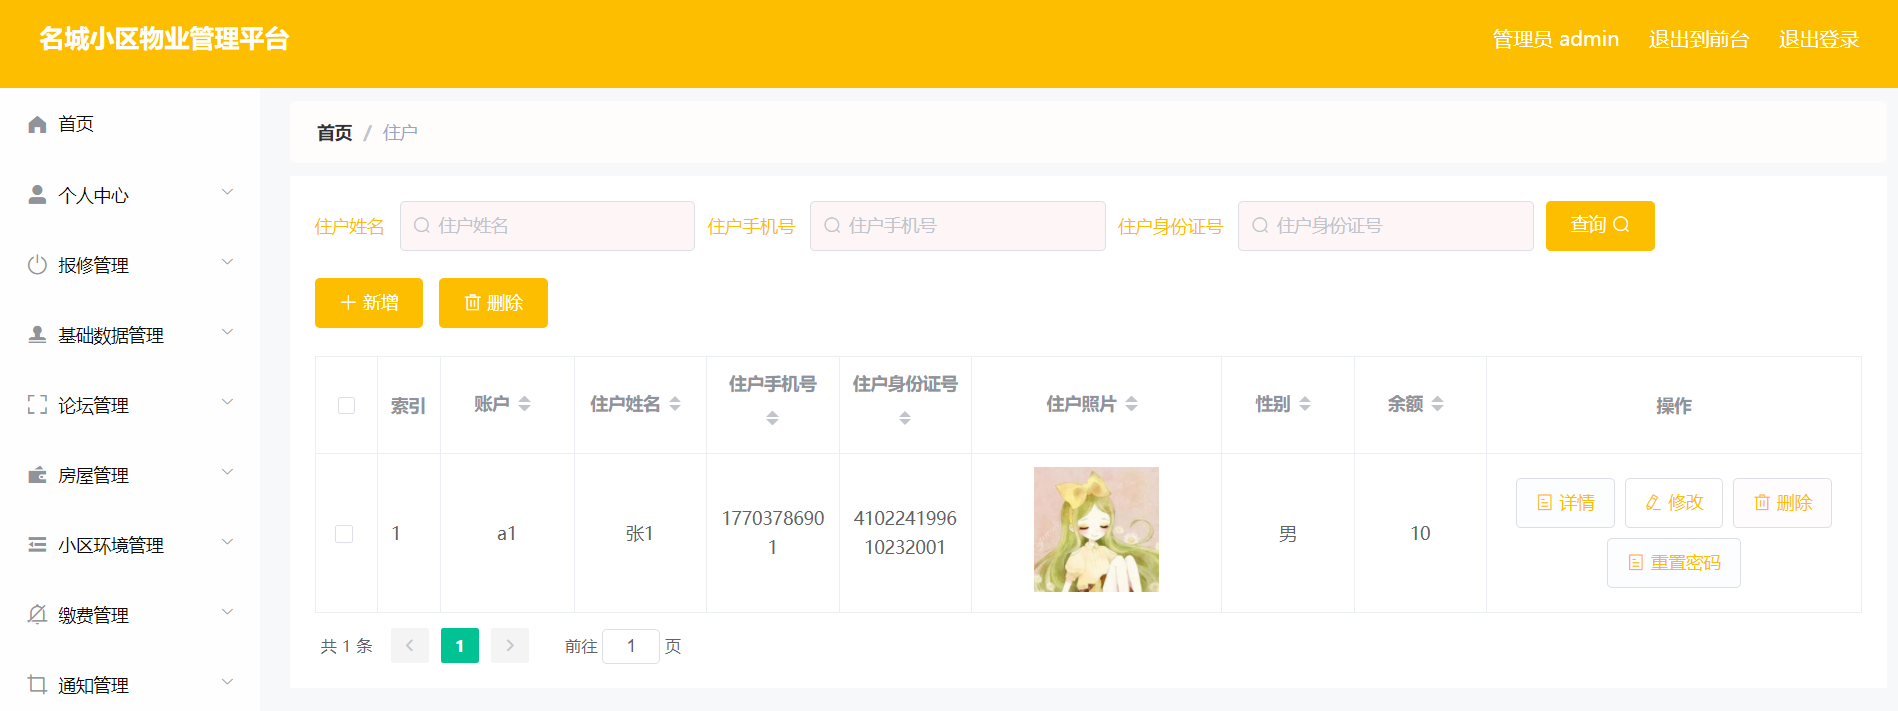 名城小区物业管理平台
管理员 admin 退出到前台 退出登录
首页
个人中心
报修管理
基础数据管理
论坛管理
房屋管理
小区环境管理
缴费管理
通知管理
首页 / 住户
住户姓名 住户姓名 住户手机号 住户手机号 住户身份证号 住户身份证号 查询
新增 删除
索引 账户 住户姓名 住户手机号 住户身份证号 住户照片 性别 余额 操作
1 a1 张1 1770378690
1 4102241996
10232001 男 10 详情 修改 删除
重置密码
共 1 条 1 前往 1 页